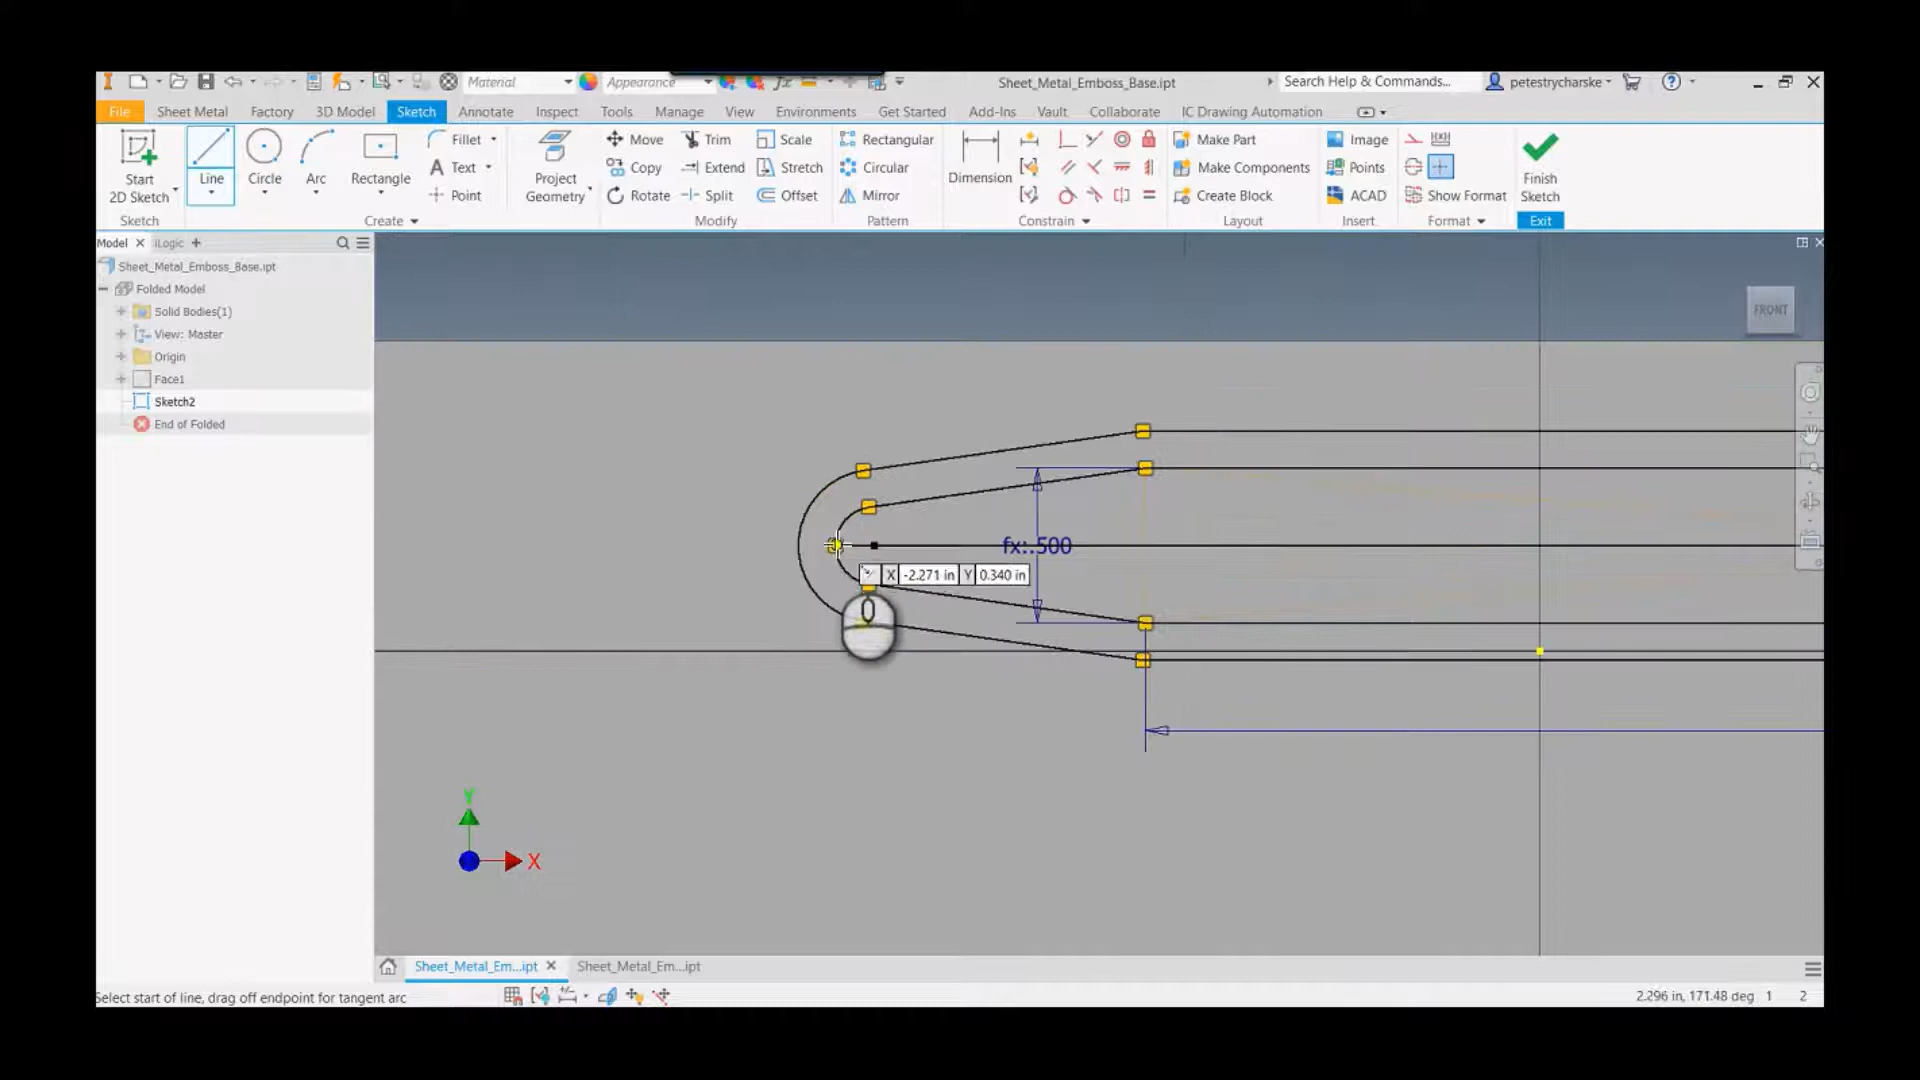 Material Appearance fx Sheet_Metal_Emboss_Base.ipt Search Help & Commands... petestrycharske
File Sheet Metal Factory 3D Model Sketch Annotate Inspect Tools Manage View Environments Get Started Add-Ins Vault Collaborate IC Drawing Automation
Start 2D Sketch
Line
Circle
Arc
Rectangle
Fillet
Text
Point
Project Geometry
Move Trim Scale
Copy Extend Stretch
Rotate Split Offset
Rectangular
Circular
Mirror
Dimension
Make Part
Make Components
Create Block
Image
Points
ACAD
Show Format
Finish Sketch
Sketch Create Modify Pattern Constrain Layout Insert Format Exit
Model iLogic
Sheet_Metal_Emboss_Base.ipt
Folded Model
Solid Bodies(1)
View: Master
Origin
Face1
Sketch2
End of Folded
FRONT
fx:.500
X -2.271 in Y 0.340 in
Y
X
Sheet_Metal_Em...ipt Sheet_Metal_Em...ipt
Select start of line, drag off endpoint for tangent arc
2.296 in, 171.48 deg 1 2